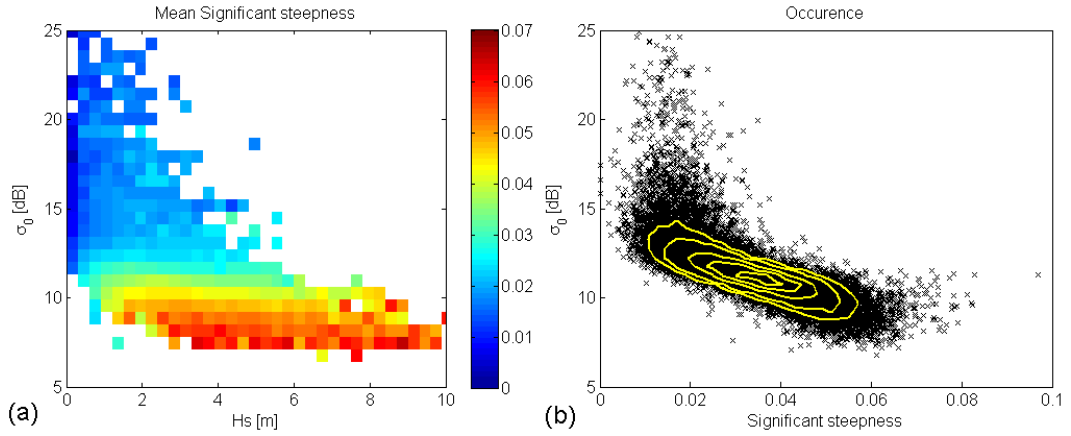 Mean Significant steepness
25
20
15
10
5
σ0 [dB]
0 2 4 6 8 10
Hs [m]
(a)
0.07
0.06
0.05
0.04
0.03
0.02
0.01
0
Occurence
25
20
15
10
5
σ0 [dB]
0 0.02 0.04 0.06 0.08 0.1
Significant steepness
(b)